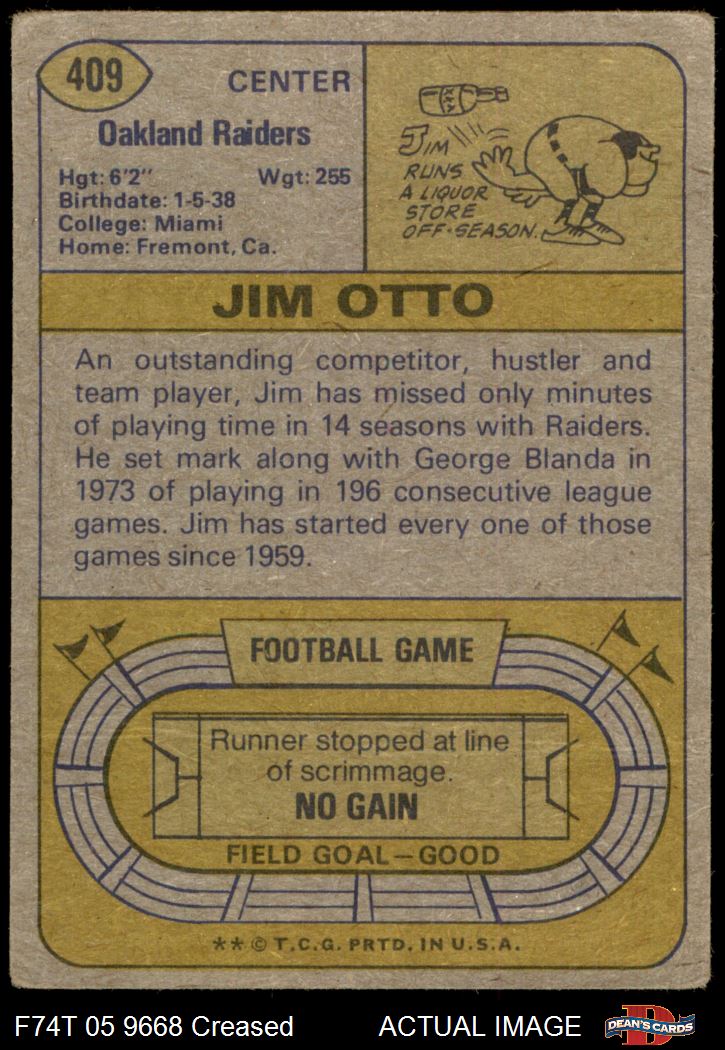 409
CENTER
Oakland Raiders
Hgt: 6'2" Wgt: 255
Birthdate: 1-5-38
College: Miami
Home: Fremont, Ca.
XXX
JIM
RUNS
A LIQUOR
STORE
OFF-SEASON.
JIM OTTO
An outstanding competitor, hustler and
team player, Jim has missed only minutes
of playing time in 14 seasons with Raiders.
He set mark along with George Blanda in
1973 of playing in 196 consecutive league
games. Jim has started every one of those
games since 1959.
FOOTBALL GAME
Runner stopped at line
of scrimmage.
NO GAIN
FIELD GOAL—GOOD
** © T.C.G. PRTD. IN U.S.A.
F74T 05 9668 Creased ACTUAL IMAGE
D
DEAN'S CARDS